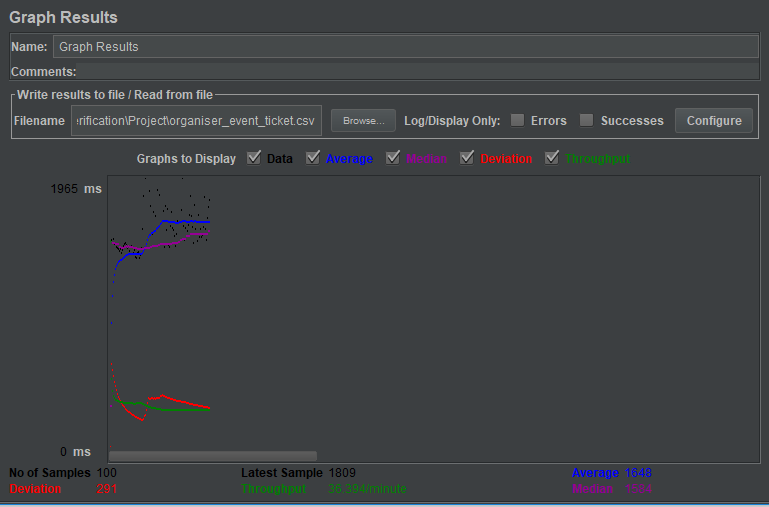 Graph Results
Name: Graph Results
Comments:
Write results to file / Read from file
Filename rification\Project\organiser_event_ticket.csv Browse... Log/Display Only: Errors Successes Configure
Graphs to Display Data Average Median Deviation Throughput
1965 ms
0 ms
No of Samples 100 Latest Sample 1809 Average 1648
Deviation 291 Throughput 36.394/minute Median